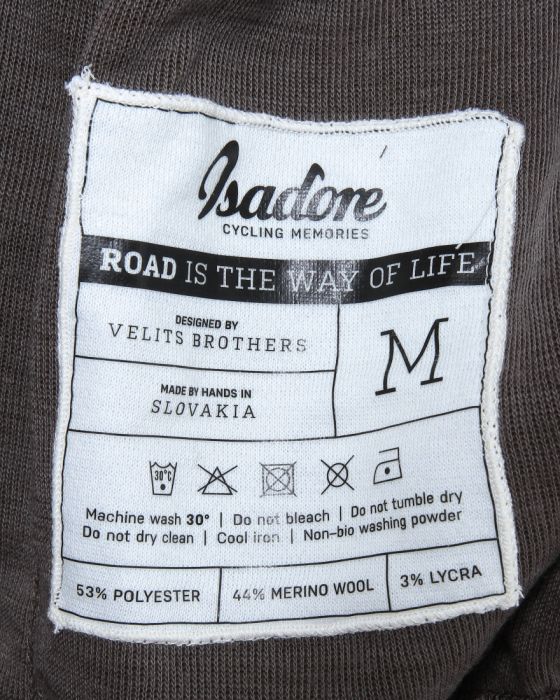 Isadore
CYCLING MEMORIES
ROAD IS THE WAY OF LIFE
DESIGNED BY
VELITS BROTHERS
M
MADE BY HANDS IN
SLOVAKIA
30°C
Machine wash 30° | Do not bleach | Do not tumble dry
Do not dry clean | Cool iron | Non-bio washing powder
53% POLYESTER
44% MERINO WOOL
3% LYCRA